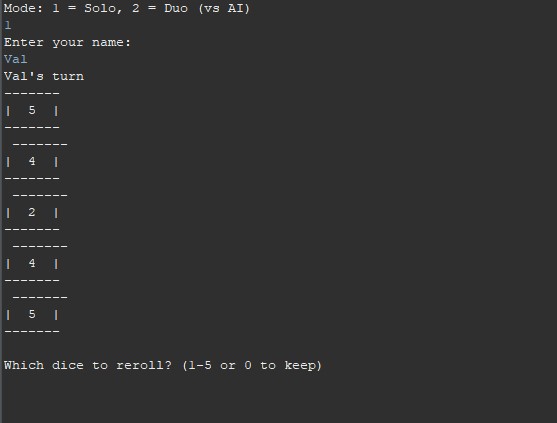 Mode: 1 = Solo, 2 = Duo (vs AI)
1
Enter your name:
Val
Val's turn
-------
|  5  |
-------
 -------
|  4  |
-------
 -------
|  2  |
-------
 -------
|  4  |
-------
 -------
|  5  |
-------

Which dice to reroll? (1-5 or 0 to keep)